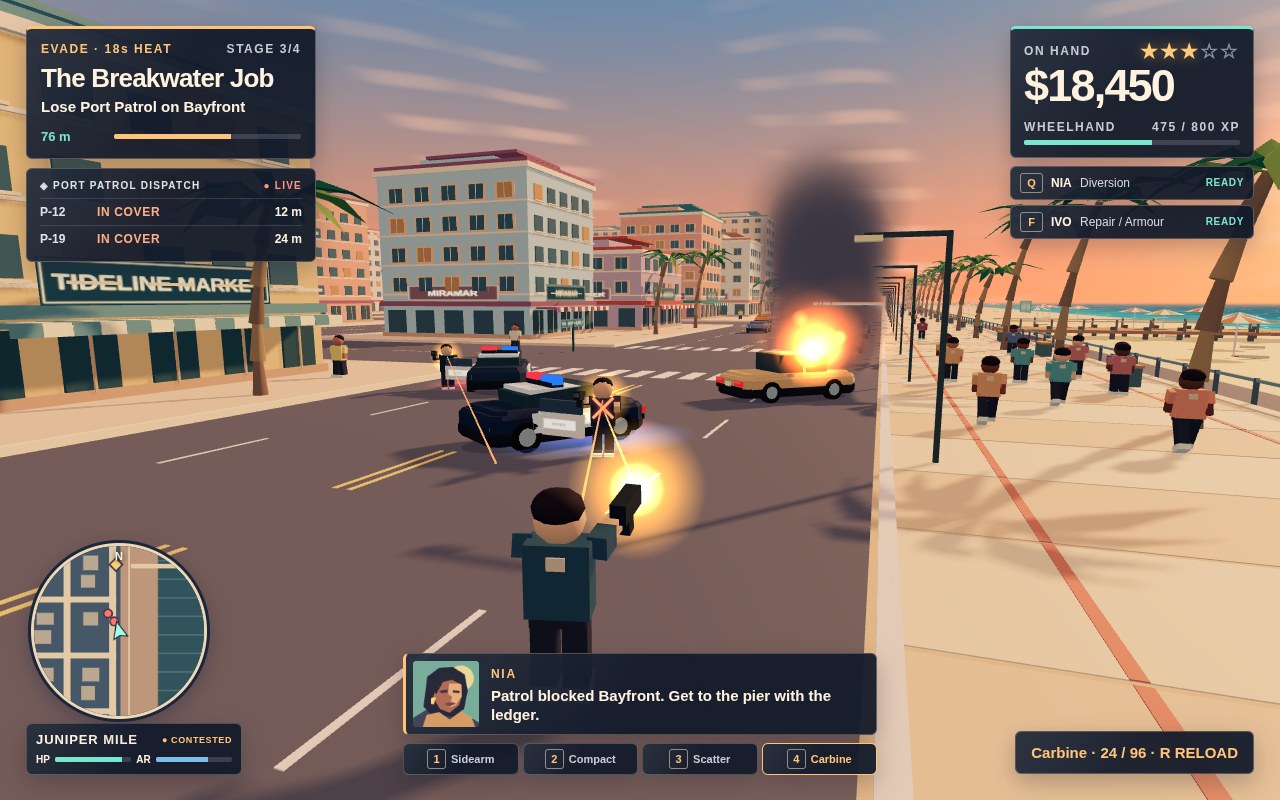 EVADE · 18s HEAT STAGE 3/4
The Breakwater Job
Lose Port Patrol on Bayfront
76 m
◆ PORT PATROL DISPATCH ● LIVE
P-12 IN COVER 12 m
P-19 IN COVER 24 m
ON HAND ★★★☆☆
$18,450
WHEELHAND 475 / 800 XP
Q NIA Diversion READY
F IVO Repair / Armour READY
TIDELINE MARKE
MIRAMAR
N
NIA
Patrol blocked Bayfront. Get to the pier with the
ledger.
JUNIPER MILE ● CONTESTED
HP AR
1 Sidearm 2 Compact 3 Scatter 4 Carbine
Carbine · 24 / 96 · R RELOAD